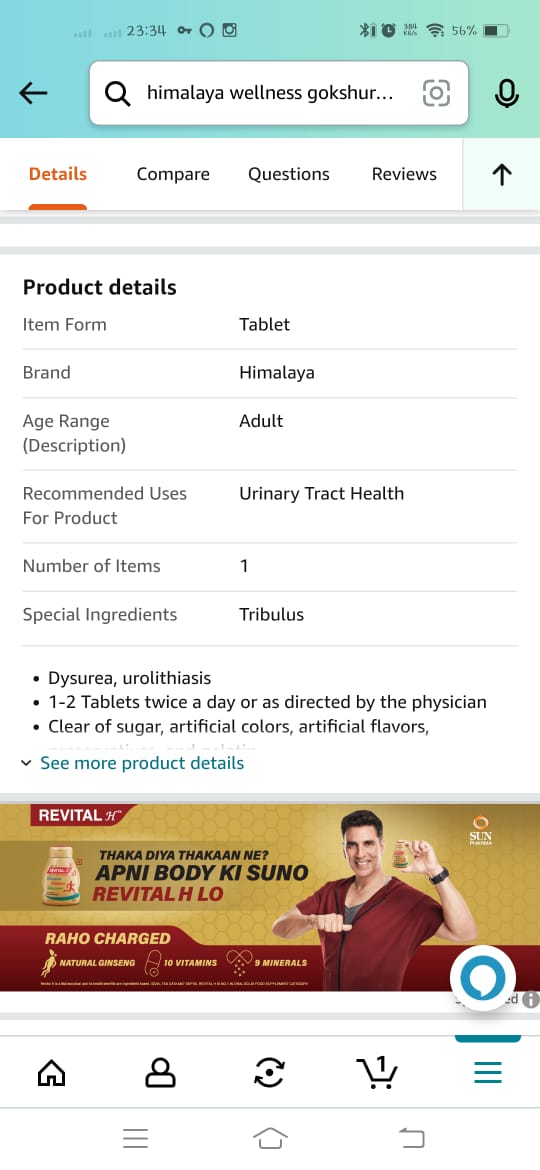 23:34
384
KB/s
56%
himalaya wellness gokshur...
Details Compare Questions Reviews
Product details
Item Form Tablet
Brand Himalaya
Age Range Adult
(Description)
Recommended Uses Urinary Tract Health
For Product
Number of Items 1
Special Ingredients Tribulus
• Dysurea, urolithiasis
• 1-2 Tablets twice a day or as directed by the physician
• Clear of sugar, artificial colors, artificial flavors,
preservatives, and gelatin
See more product details
REVITAL H
SUN
PHARMA
THAKA DIYA THAKAAN NE?
APNI BODY KI SUNO
REVITAL H LO
RAHO CHARGED
NATURAL GINSENG 10 VITAMINS 9 MINERALS
1